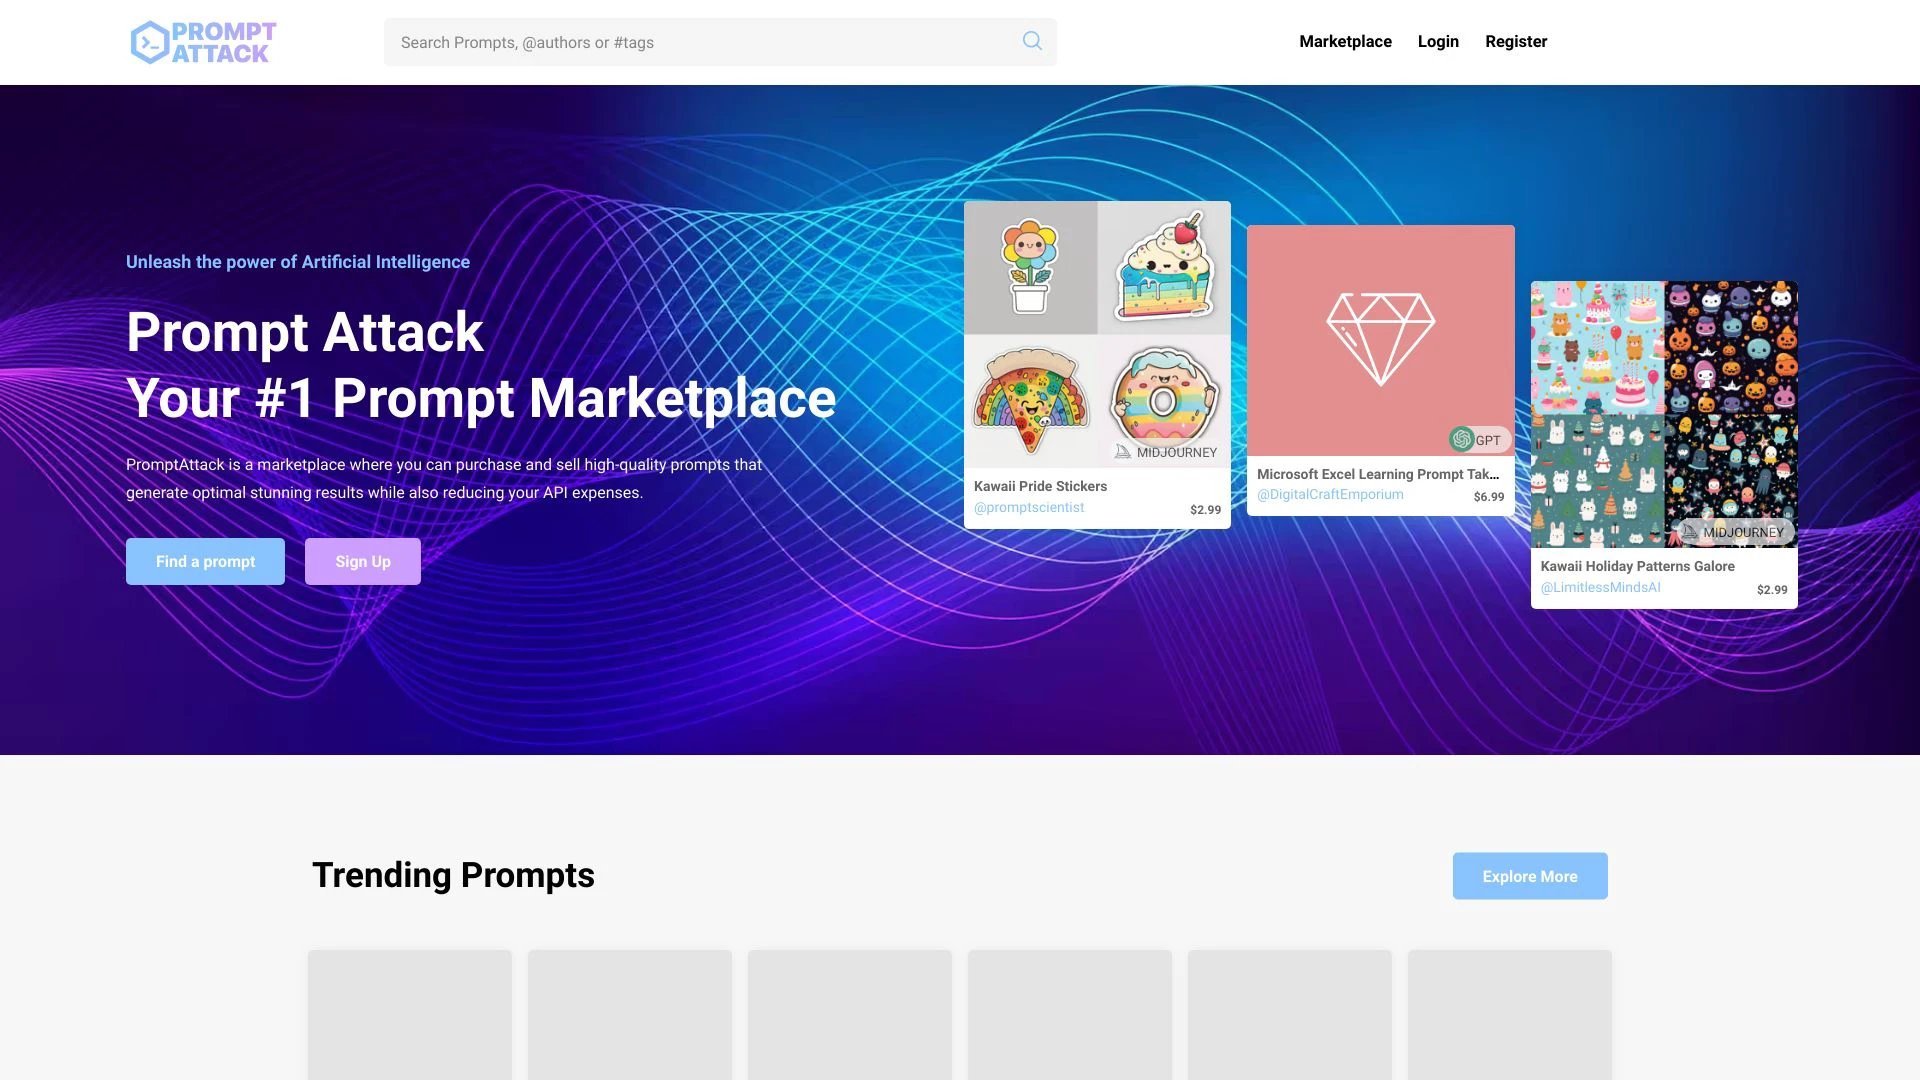 PROMPT
ATTACK
Search Prompts, @authors or #tags
Marketplace
Login
Register
Unleash the power of Artificial Intelligence
Prompt Attack
Your #1 Prompt Marketplace
PromptAttack is a marketplace where you can purchase and sell high-quality prompts that
generate optimal stunning results while also reducing your API expenses.
Find a prompt
Sign Up
MIDJOURNEY
Kawaii Pride Stickers
@promptscientist
$2.99
GPT
Microsoft Excel Learning Prompt Tak...
@DigitalCraftEmporium
$6.99
MIDJOURNEY
Kawaii Holiday Patterns Galore
@LimitlessMindsAI
$2.99
Trending Prompts
Explore More